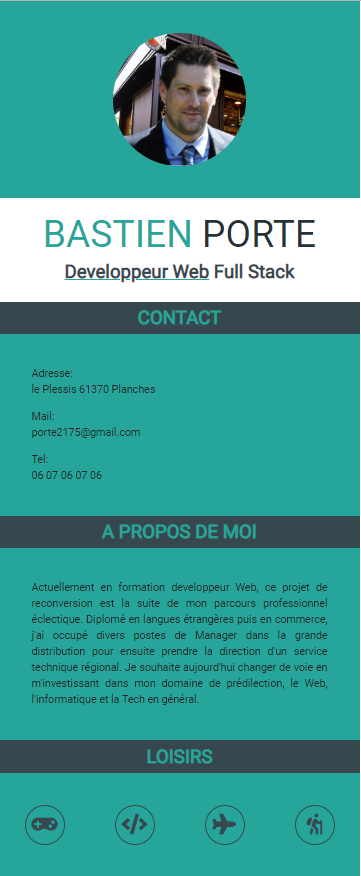 BASTIEN PORTE
Developpeur Web Full Stack
CONTACT
Adresse:
le Plessis 61370 Planches
Mail:
porte2175@gmail.com
Tel:
06 07 06 07 06
A PROPOS DE MOI
Actuellement en formation developpeur Web, ce projet de
reconversion est la suite de mon parcours professionnel
éclectique. Diplomé en langues étrangères puis en commerce,
j'ai occupé divers postes de Manager dans la grande
distribution pour ensuite prendre la direction d'un service
technique régional. Je souhaite aujourd'hui changer de voie en
m'investissant dans mon domaine de prédilection, le Web,
l'informatique et la Tech en général.
LOISIRS